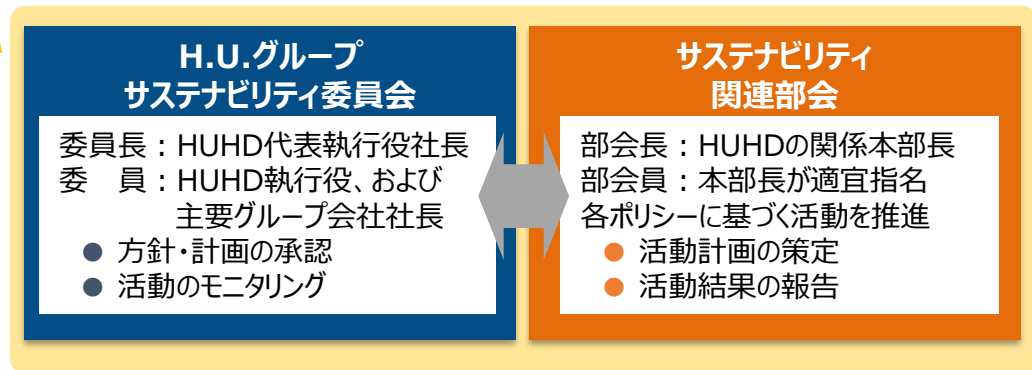 H.U.グループ
サステナビリティ委員会
委員長：HUHD代表執行役社長
委　員：HUHD執行役、および
主要グループ会社社長
● 方針・計画の承認
● 活動のモニタリング
サステナビリティ
関連部会
部会長：HUHDの関係本部長
部会員：本部長が適宜指名
各ポリシーに基づく活動を推進
● 活動計画の策定
● 活動結果の報告